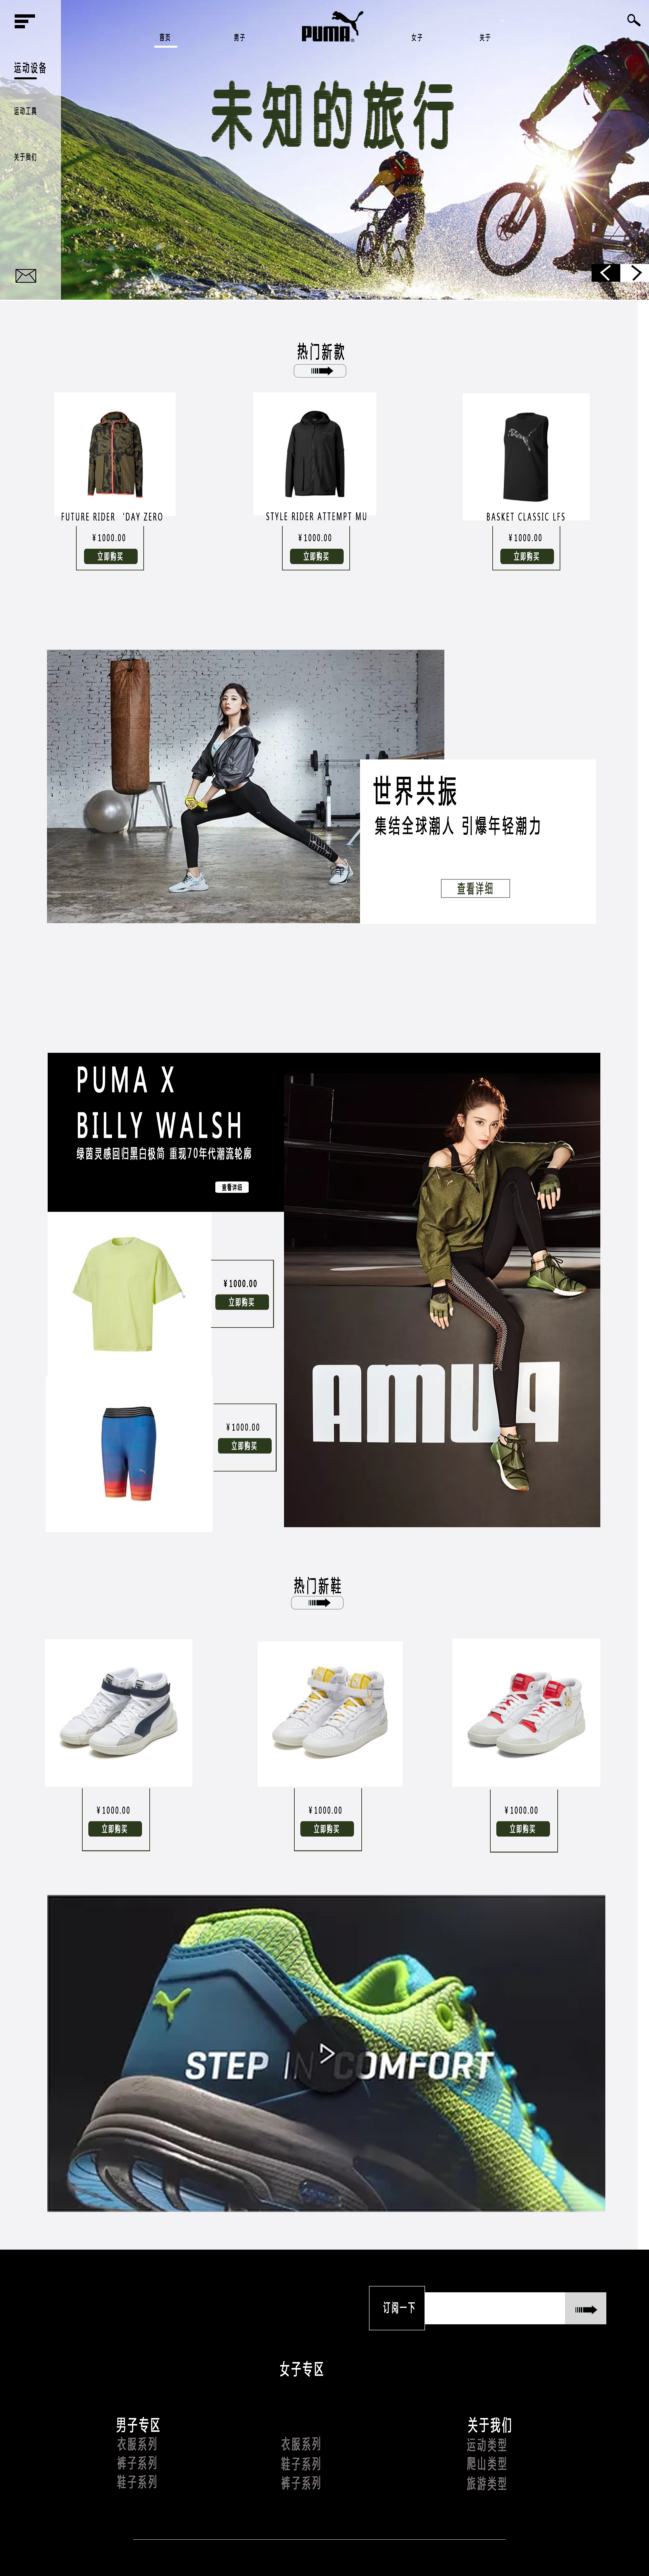 首页
男子
PUMA
女子
关于
运动设备
运动工具
关于我们
未知的旅行
热门新款
FUTURE RIDER 'DAY ZERO
STYLE RIDER ATTEMPT MU
BASKET CLASSIC LFS
¥1000.00
¥1000.00
¥1000.00
立即购买
立即购买
立即购买
世界共振
集结全球潮人 引爆年轻潮力
查看详细
PUMA X
BILLY WALSH
绿茵灵感回归黑白极简 重现70年代潮流轮廓
查看详细
¥1000.00
立即购买
¥1000.00
立即购买
AMUA
热门新鞋
¥1000.00
¥1000.00
¥1000.00
立即购买
立即购买
立即购买
STEP IN COMFORT
订阅一下
女子专区
男子专区
关于我们
衣服系列
衣服系列
运动类型
裤子系列
鞋子系列
爬山类型
鞋子系列
裤子系列
旅游类型